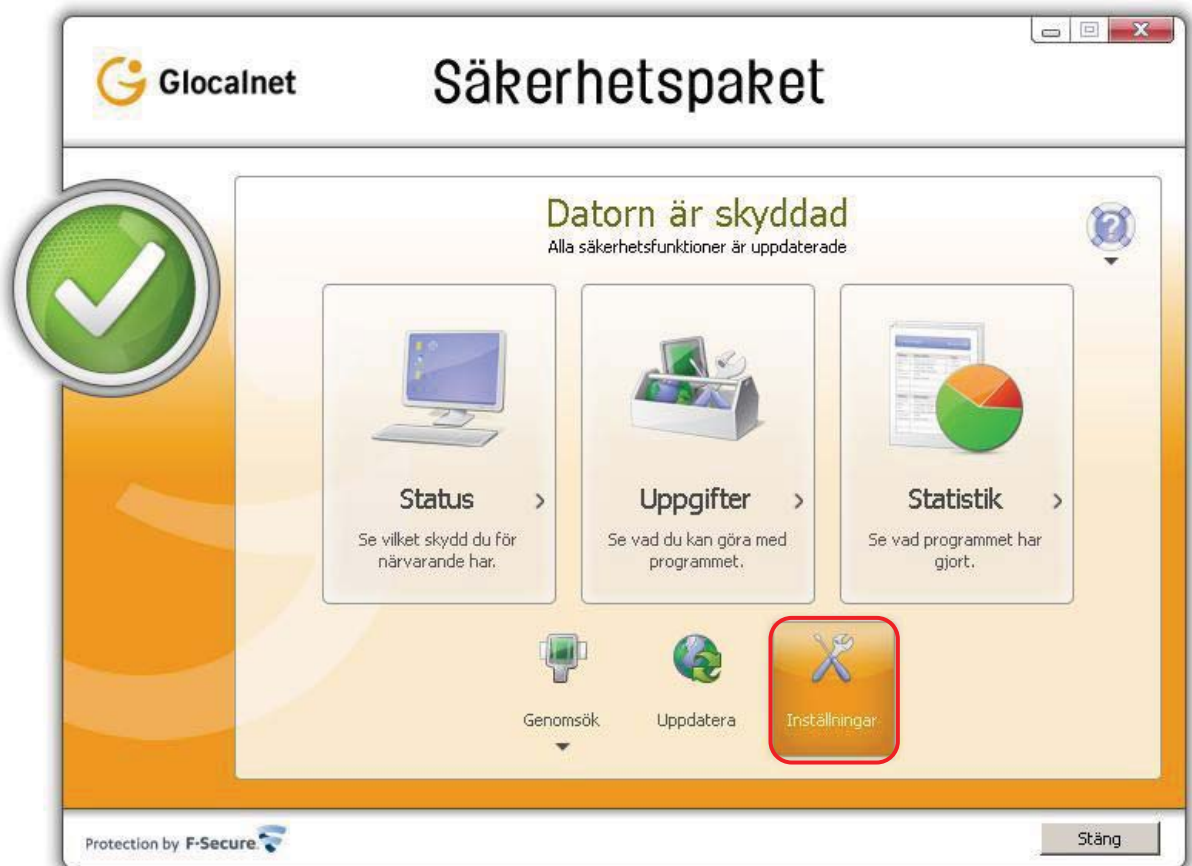 Glocalnet
Säkerhetspaket
Datorn är skyddad
Alla säkerhetsfunktioner är uppdaterade
Status
Se vilket skydd du för
närvarande har.
Uppgifter
Se vad du kan göra med
programmet.
Statistik
Se vad programmet har
gjort.
Genomsök
Uppdatera
Inställningar
Protection by F-Secure.
Stäng